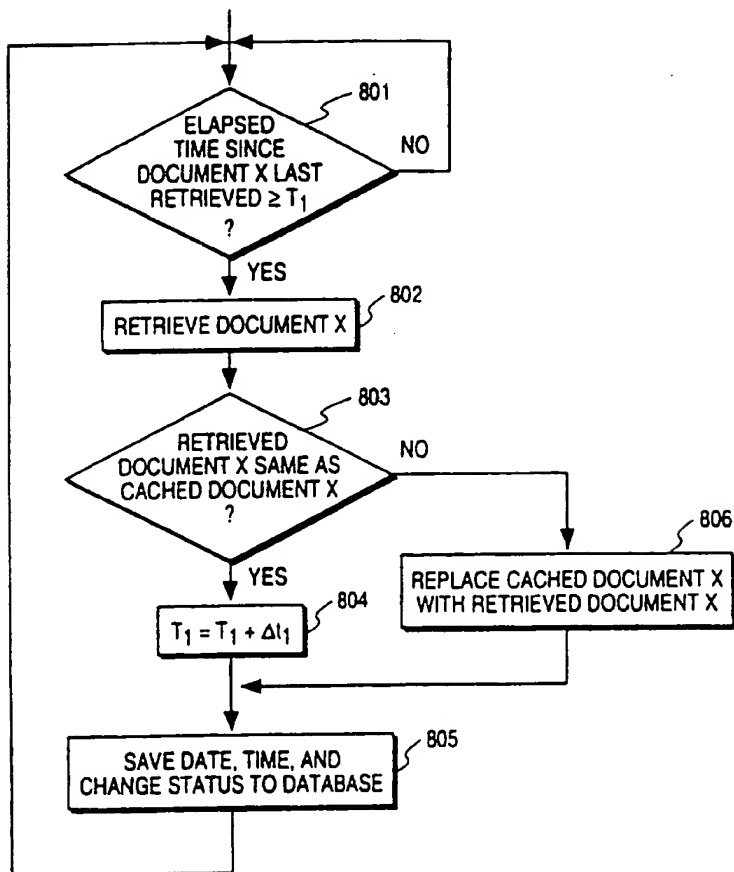 801
ELAPSED
TIME SINCE
DOCUMENT X LAST
RETRIEVED ≥ T1
?
NO
YES
802
RETRIEVE DOCUMENT X
803
RETRIEVED
DOCUMENT X SAME AS
CACHED DOCUMENT X
?
NO
YES
806
REPLACE CACHED DOCUMENT X
WITH RETRIEVED DOCUMENT X
804
T1 = T1 + Δt1
805
SAVE DATE, TIME, AND
CHANGE STATUS TO DATABASE